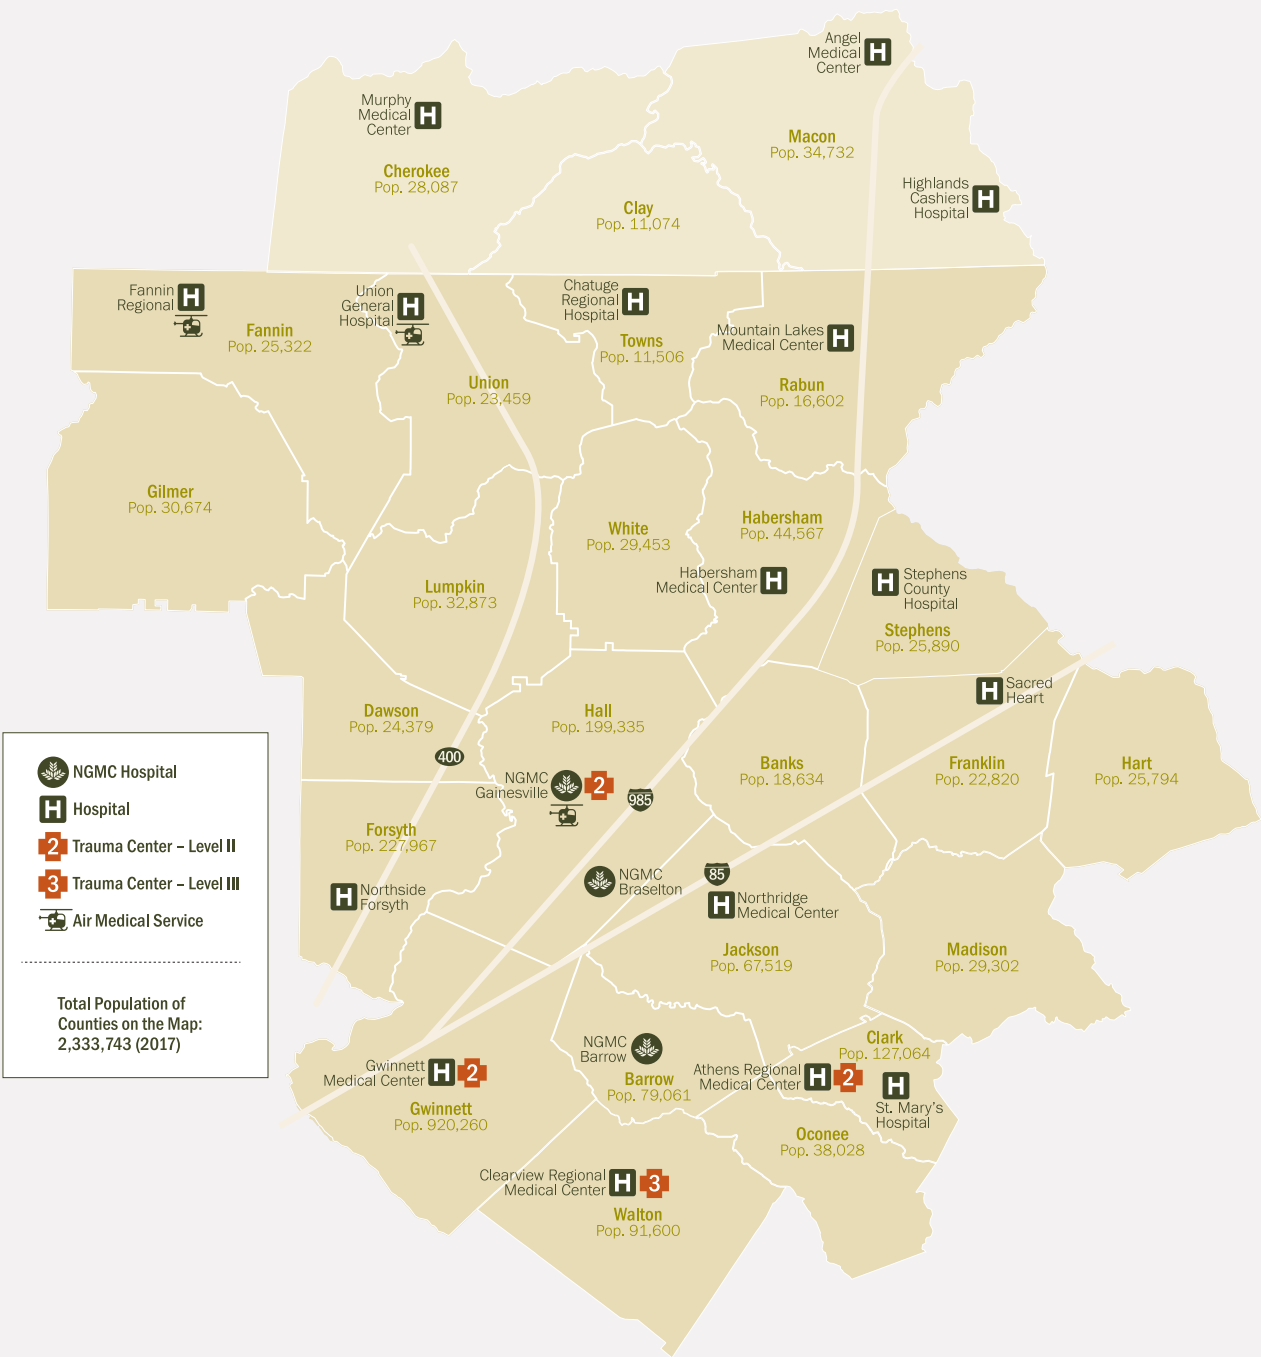 Angel
Medical
Center
H
Murphy
Medical
Center
H
Macon
Pop. 34,732
Cherokee
Pop. 28,087
Highlands
Cashiers
Hospital
H
Clay
Pop. 11,074
Fannin
Regional
H
Union
General
Hospital
H
Chatuge
Regional
Hospital
H
Fannin
Pop. 25,322
Mountain Lakes
Medical Center
H
Towns
Pop. 11,506
Union
Pop. 23,459
Rabun
Pop. 16,602
Gilmer
Pop. 30,674
White
Pop. 29,453
Habersham
Pop. 44,567
Habersham
Medical Center
H
H
Stephens
County
Hospital
Lumpkin
Pop. 32,873
Stephens
Pop. 25,890
H
Sacred
Heart
Dawson
Pop. 24,379
Hall
Pop. 199,335
400
Banks
Pop. 18,634
Franklin
Pop. 22,820
Hart
Pop. 25,794
NGMC
Gainesville
2
985
Forsyth
Pop. 227,967
H
Northside
Forsyth
NGMC
Braselton
85
H
Northridge
Medical Center
Jackson
Pop. 67,519
Madison
Pop. 29,302
NGMC
Barrow
Barrow
Pop. 79,061
Clark
Pop. 127,064
Gwinnett
Medical Center
H 2
Athens Regional
Medical Center
H 2
H
St. Mary's
Hospital
Gwinnett
Pop. 920,260
Oconee
Pop. 38,028
Clearview Regional
Medical Center
H 3
Walton
Pop. 91,600
NGMC Hospital
H Hospital
2 Trauma Center – Level II
3 Trauma Center – Level III
Air Medical Service
Total Population of
Counties on the Map:
2,333,743 (2017)